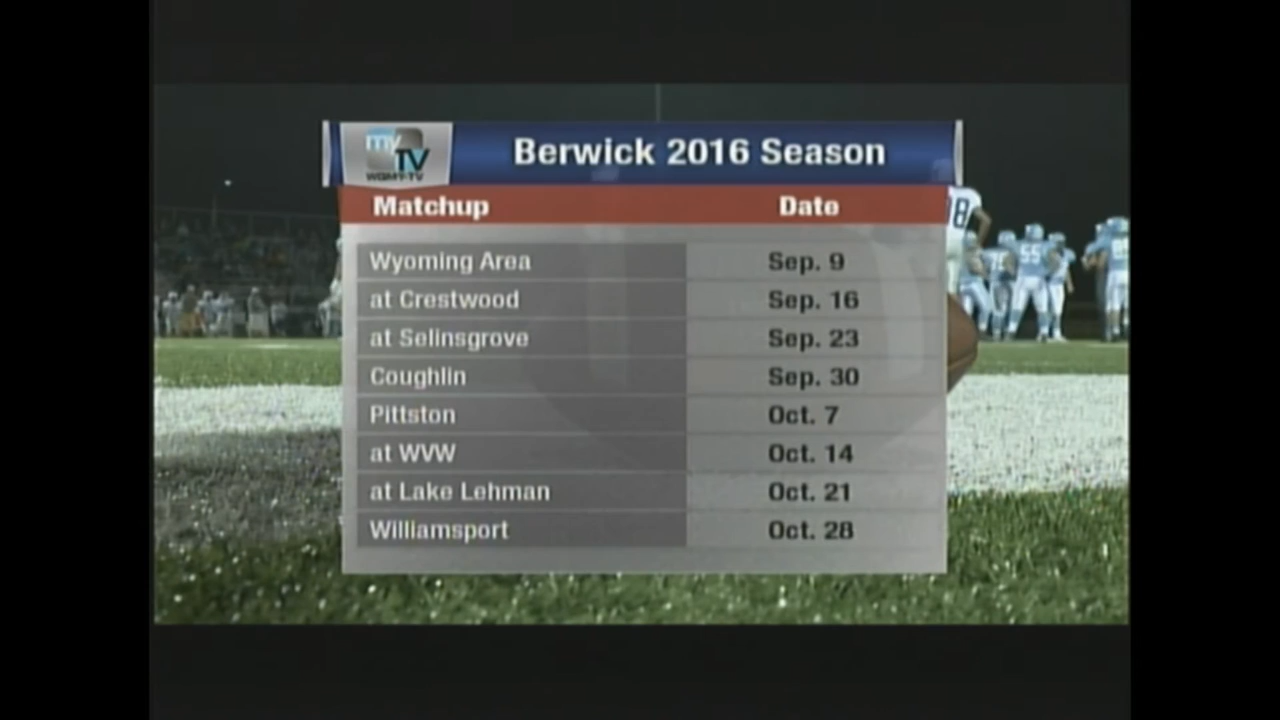 my
TV
WQMY-TV
Berwick 2016 Season
Matchup Date
Wyoming Area Sep. 9
at Crestwood Sep. 16
at Selinsgrove Sep. 23
Coughlin Sep. 30
Pittston Oct. 7
at WVW Oct. 14
at Lake Lehman Oct. 21
Williamsport Oct. 28
55